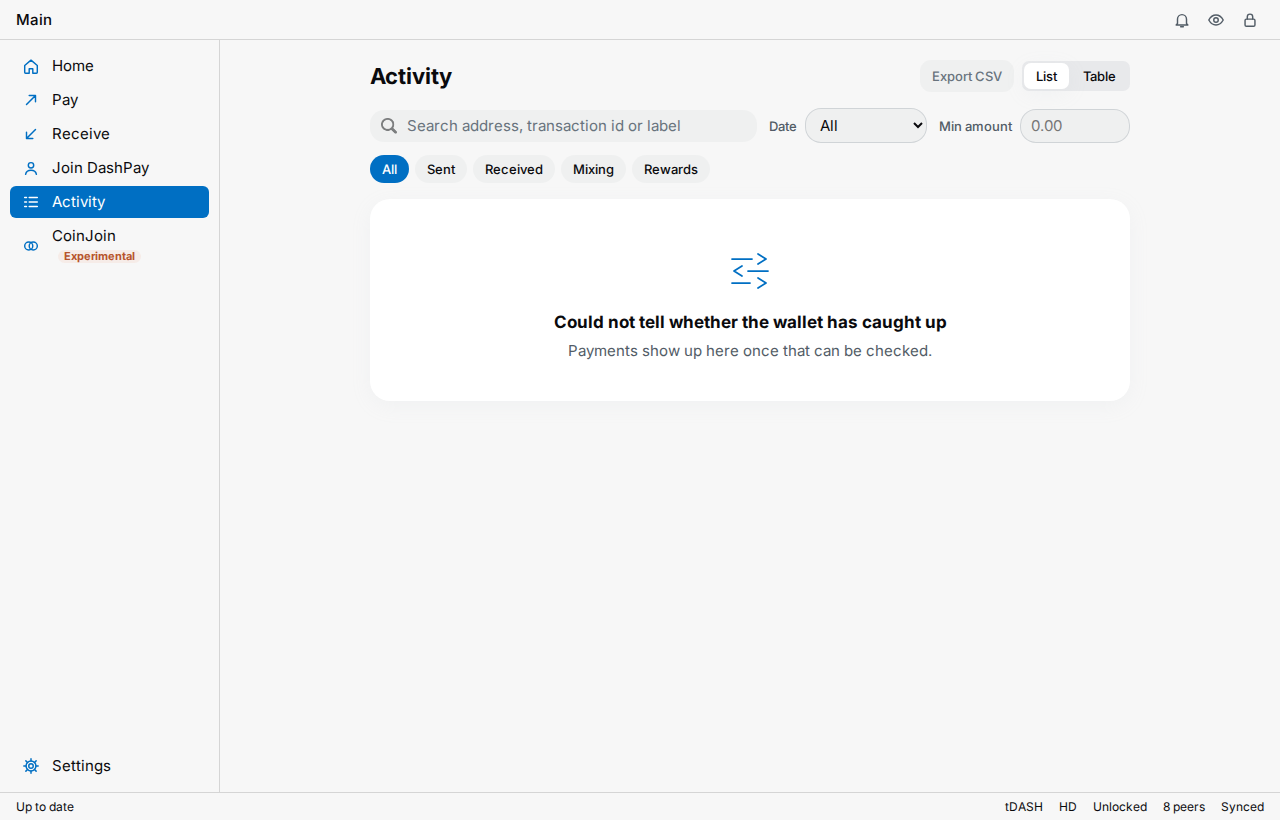 Main
Home
Pay
Receive
Join DashPay
Activity
CoinJoin
Experimental
Settings
Activity
Export CSV
List
Table
Search address, transaction id or label
Date
All
Min amount
0.00
All
Sent
Received
Mixing
Rewards
Could not tell whether the wallet has caught up
Payments show up here once that can be checked.
Up to date
tDASH
HD
Unlocked
8 peers
Synced